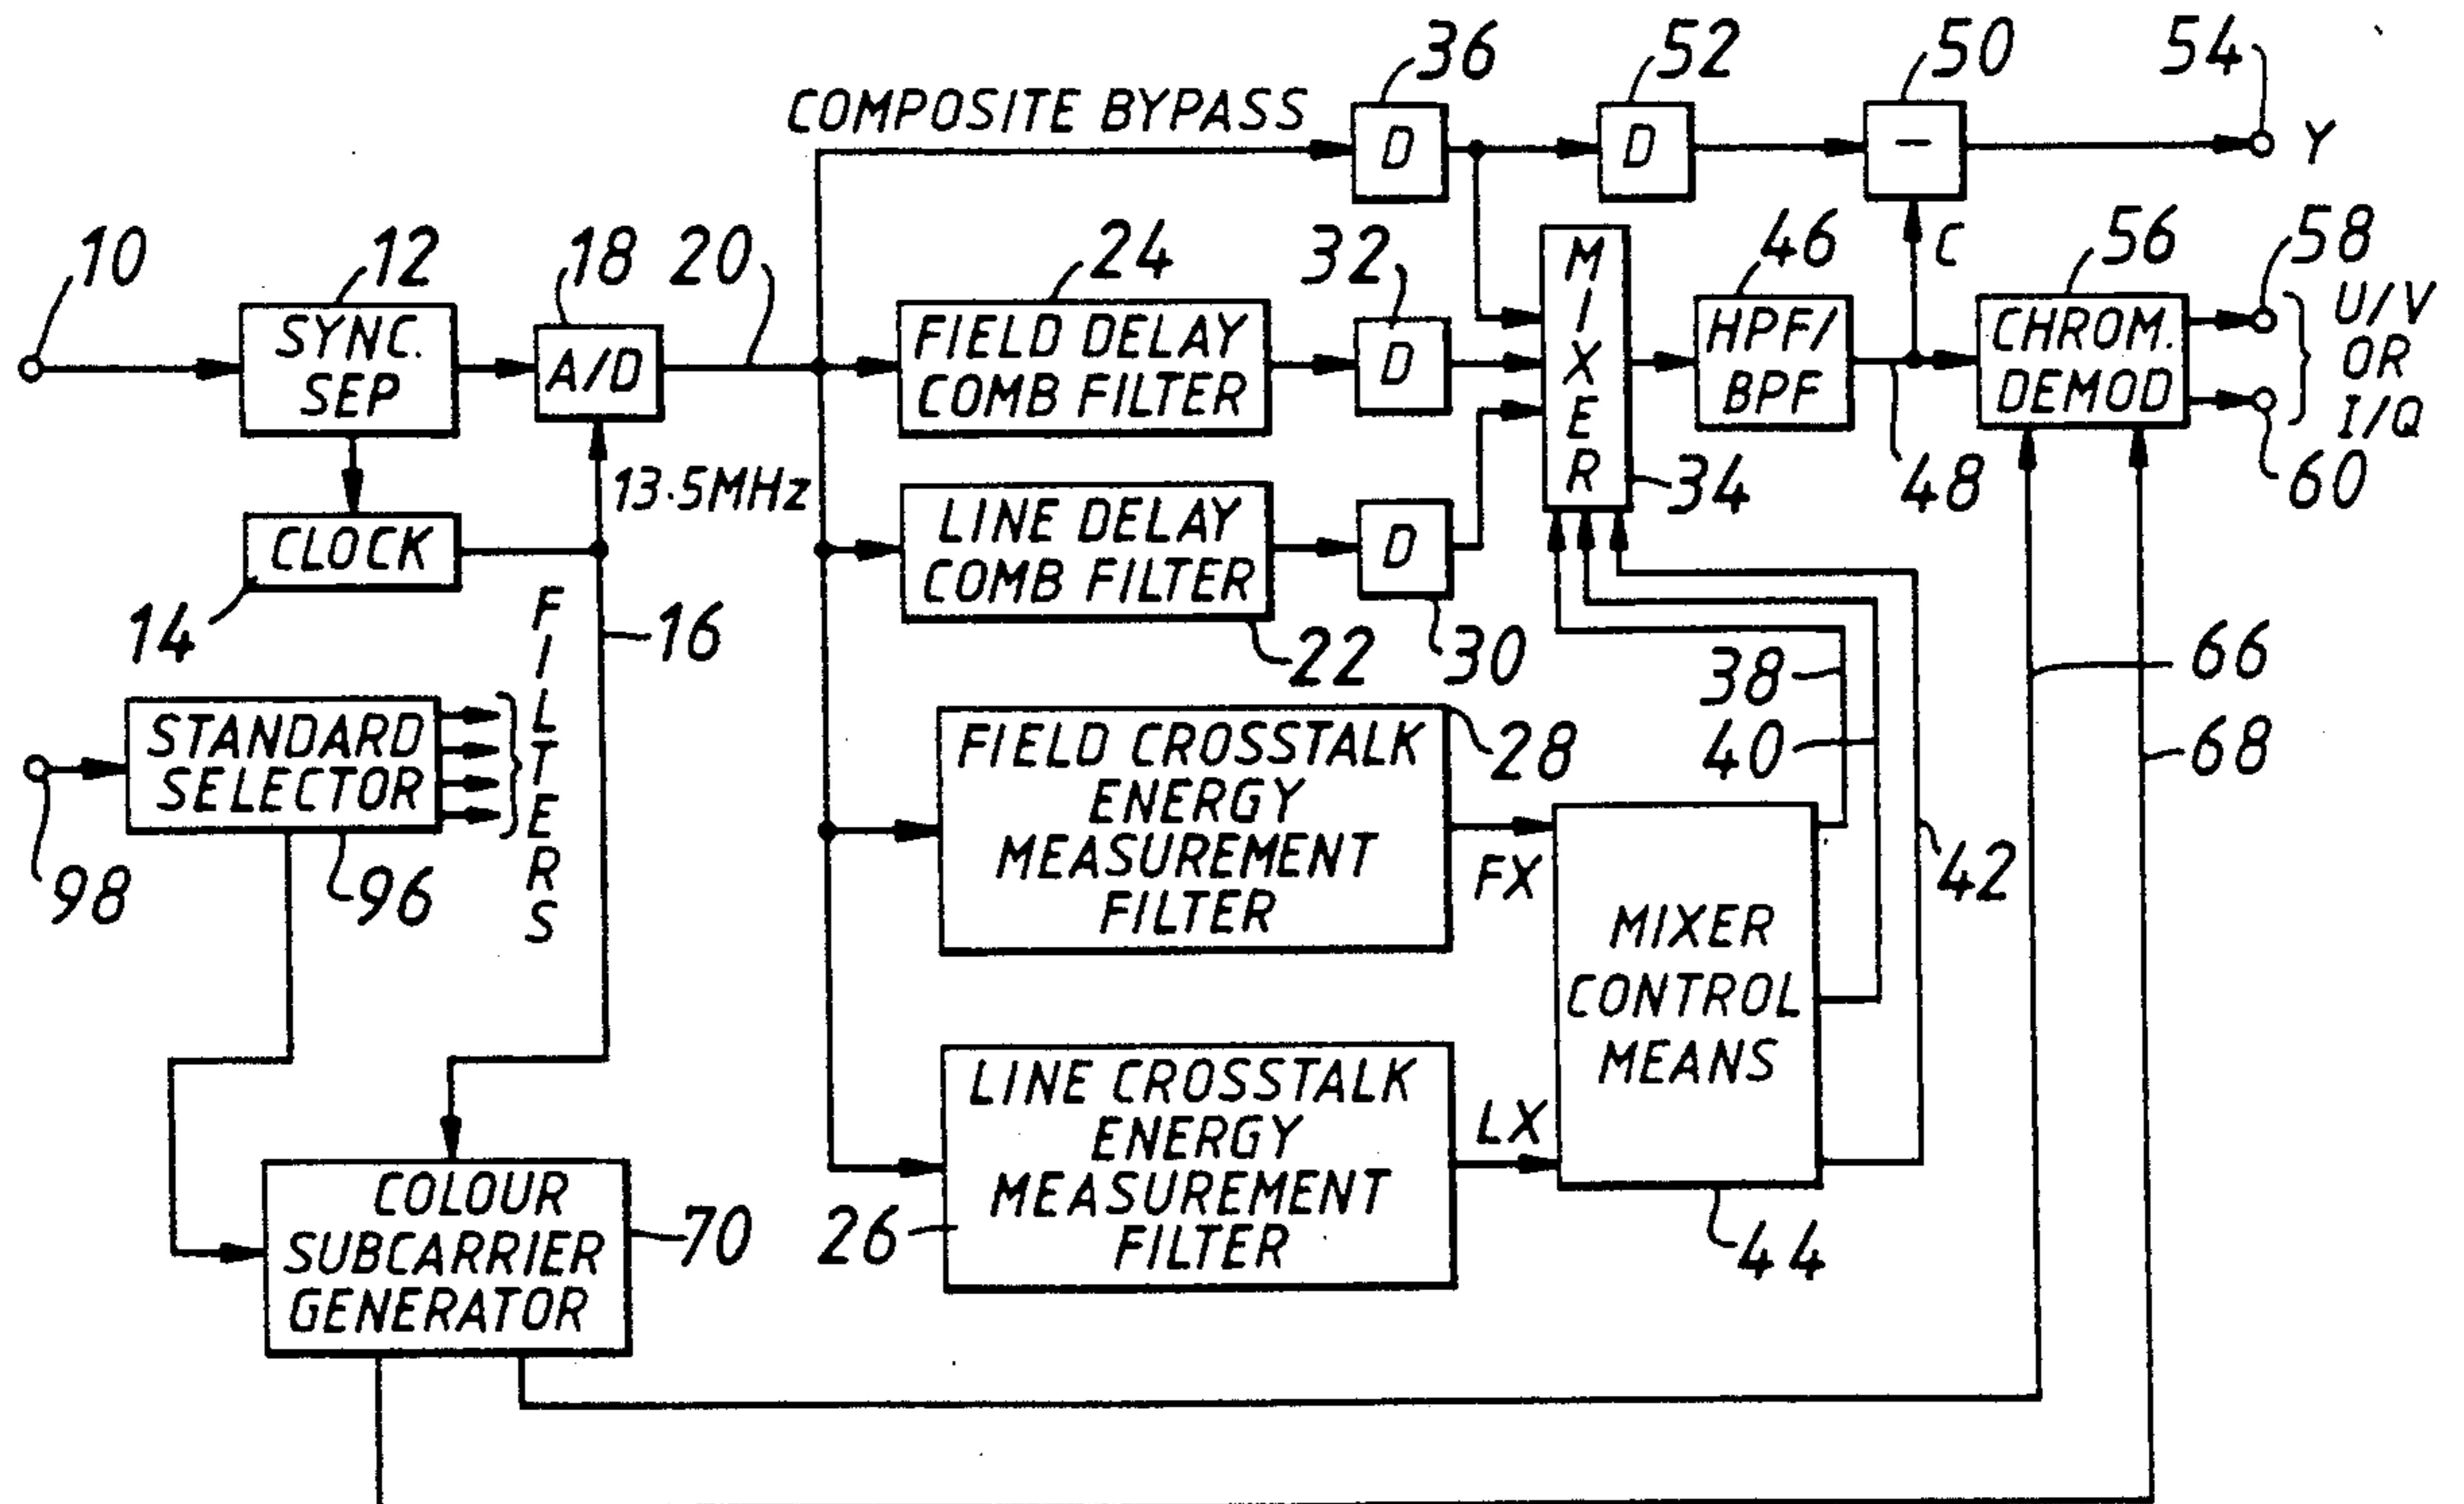 36
52
50
54
COMPOSITE BYPASS
D
D
−
Y
10
12
18
20
24
32
46
C
56
58
SYNC.
SEP
A/D
FIELD DELAY
COMB FILTER
D
MIXER
HPF/
BPF
CHROM.
DEMOD
U/V
OR
I/Q
13.5MHz
34
48
60
CLOCK
LINE DELAY
COMB FILTER
D
14
16
22
30
38
66
STANDARD
SELECTOR
FILTERS
FIELD CROSSTALK
ENERGY
MEASUREMENT
FILTER
28
40
68
98
96
FX
42
MIXER
CONTROL
MEANS
LINE CROSSTALK
ENERGY
MEASUREMENT
FILTER
LX
COLOUR
SUBCARRIER
GENERATOR
70
26
44